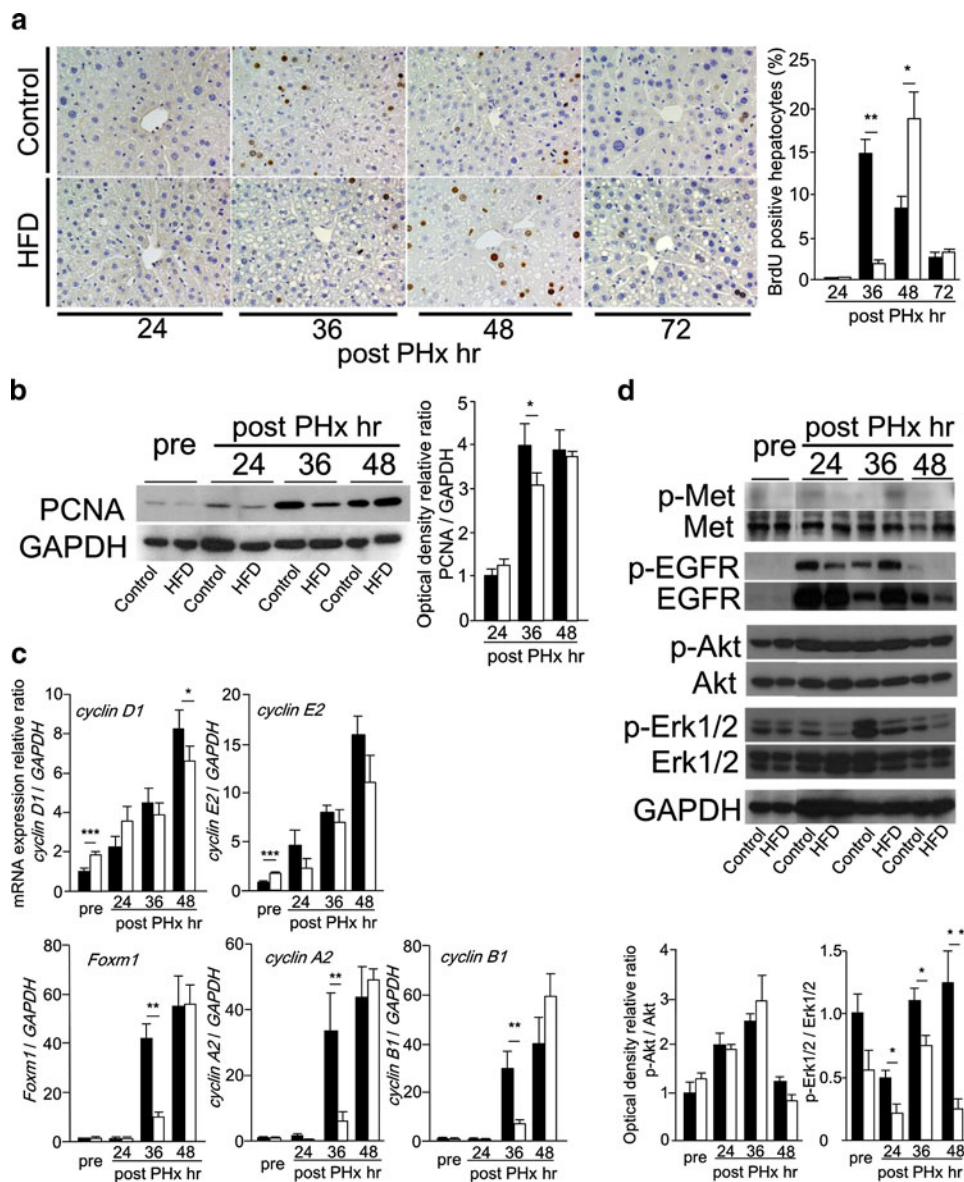 a
Control
HFD
24 36 48 72
post PHx hr
BrdU positive hepatocytes (%)
20
15
10
5
0
**
*
24 36 48 72
post PHx hr
b
pre
post PHx hr
24 36 48
PCNA
GAPDH
Control HFD Control HFD Control HFD Control HFD
Optical density relative ratio
PCNA / GAPDH
5
4
3
2
1
0
*
24 36 48
post PHx hr
c
mRNA expression relative ratio
cyclin D1 / GAPDH
cyclin D1
10
8
6
4
2
0
***
*
pre 24 36 48
post PHx hr
cyclin E2 / GAPDH
cyclin E2
20
15
10
5
0
***
pre 24 36 48
post PHx hr
Foxm1 / GAPDH
Foxm1
80
60
40
20
0
**
pre 24 36 48
post PHx hr
cyclin A2 / GAPDH
cyclin A2
60
40
20
0
**
pre 24 36 48
post PHx hr
cyclin B1 / GAPDH
cyclin B1
80
60
40
20
0
**
pre 24 36 48
post PHx hr
d
pre
post PHx hr
24 36 48
p-Met
Met
p-EGFR
EGFR
p-Akt
Akt
p-Erk1/2
Erk1/2
GAPDH
Control HFD Control HFD Control HFD Control HFD
Optical density relative ratio
p-Akt / Akt
4
3
2
1
0
pre 24 36 48
post PHx hr
p-Erk1/2 / Erk1/2
1.5
1.0
0.5
0
*
*
**
pre 24 36 48
post PHx hr